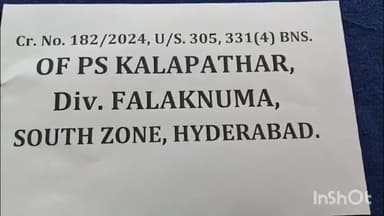 Cr. No. 182/2024, U/S. 305, 331(4) BNS.
OF PS KALAPATHAR,
Div. FALAKNUMA,
SOUTH ZONE, HYDERABAD.
InShOt